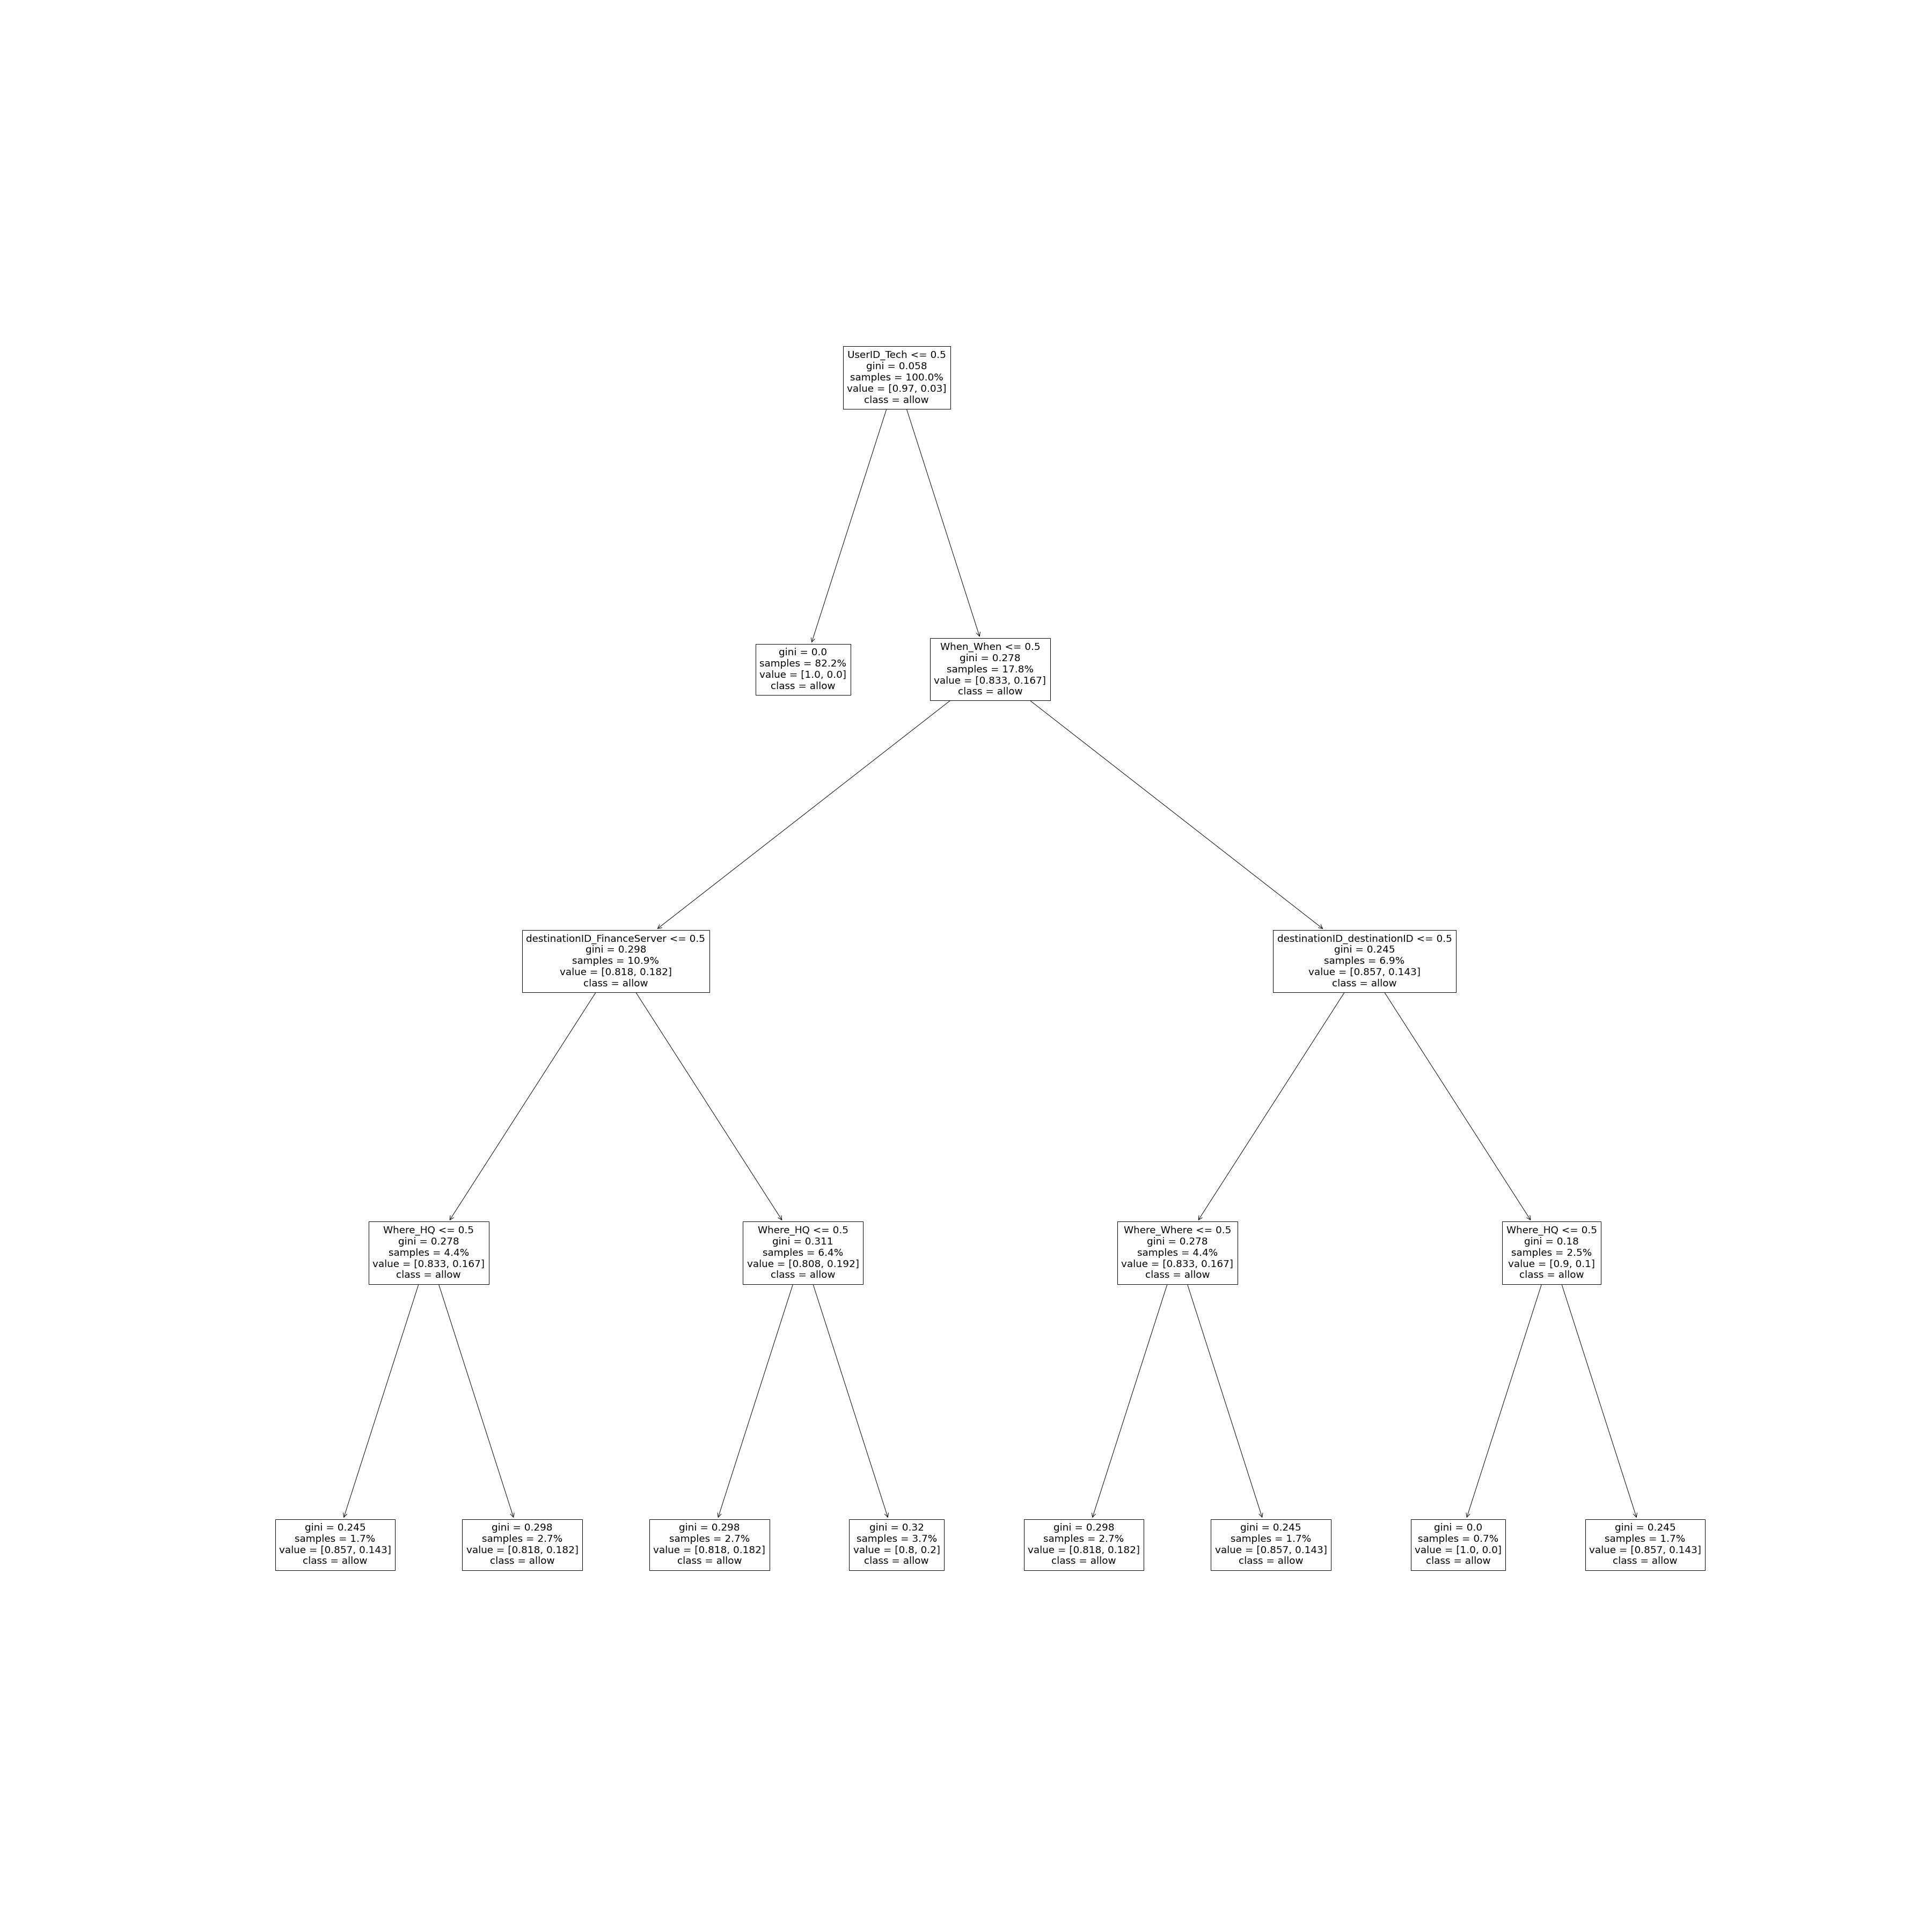 UserID_Tech <= 0.5
gini = 0.058
samples = 100.0%
value = [0.97, 0.03]
class = allow
gini = 0.0
samples = 82.2%
value = [1.0, 0.0]
class = allow
When_When <= 0.5
gini = 0.278
samples = 17.8%
value = [0.833, 0.167]
class = allow
destinationID_FinanceServer <= 0.5
gini = 0.298
samples = 10.9%
value = [0.818, 0.182]
class = allow
destinationID_destinationID <= 0.5
gini = 0.245
samples = 6.9%
value = [0.857, 0.143]
class = allow
Where_HQ <= 0.5
gini = 0.278
samples = 4.4%
value = [0.833, 0.167]
class = allow
Where_HQ <= 0.5
gini = 0.311
samples = 6.4%
value = [0.808, 0.192]
class = allow
Where_Where <= 0.5
gini = 0.278
samples = 4.4%
value = [0.833, 0.167]
class = allow
Where_HQ <= 0.5
gini = 0.18
samples = 2.5%
value = [0.9, 0.1]
class = allow
gini = 0.245
samples = 1.7%
value = [0.857, 0.143]
class = allow
gini = 0.298
samples = 2.7%
value = [0.818, 0.182]
class = allow
gini = 0.298
samples = 2.7%
value = [0.818, 0.182]
class = allow
gini = 0.32
samples = 3.7%
value = [0.8, 0.2]
class = allow
gini = 0.298
samples = 2.7%
value = [0.818, 0.182]
class = allow
gini = 0.245
samples = 1.7%
value = [0.857, 0.143]
class = allow
gini = 0.0
samples = 0.7%
value = [1.0, 0.0]
class = allow
gini = 0.245
samples = 1.7%
value = [0.857, 0.143]
class = allow